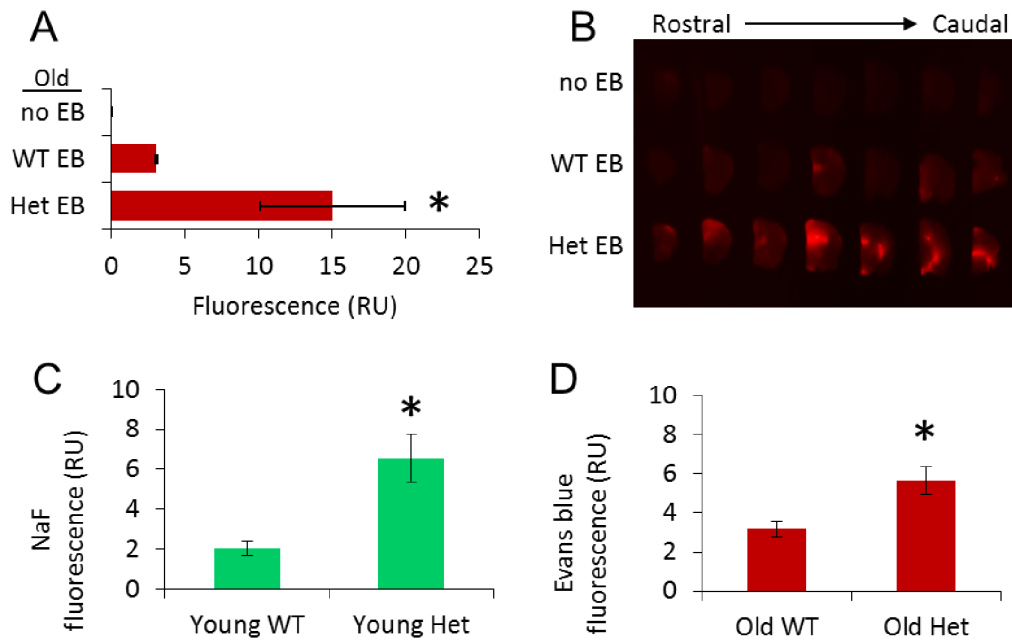 A
Old
no EB
WT EB
Het EB
*
0 5 10 15 20 25
Fluorescence (RU)
B
Rostral Caudal
no EB
WT EB
Het EB
C
NaF
fluorescence (RU)
10
8
6
4
2
0
*
Young WT Young Het
D
Evans blue
fluorescence (RU)
10
8
6
4
2
0
*
Old WT Old Het